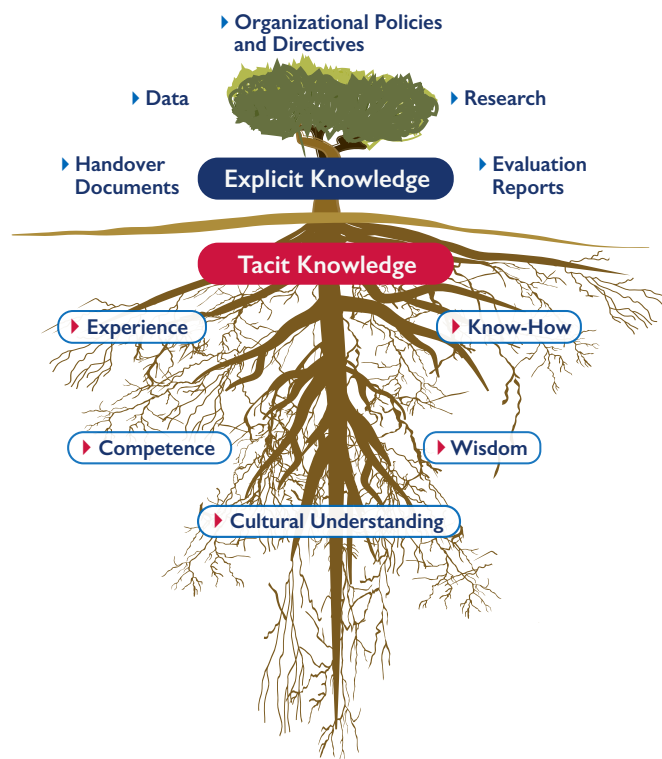 Organizational Policies
and Directives
Data
Research
Handover
Documents
Explicit Knowledge
Evaluation
Reports
Tacit Knowledge
Experience
Know-How
Competence
Wisdom
Cultural Understanding